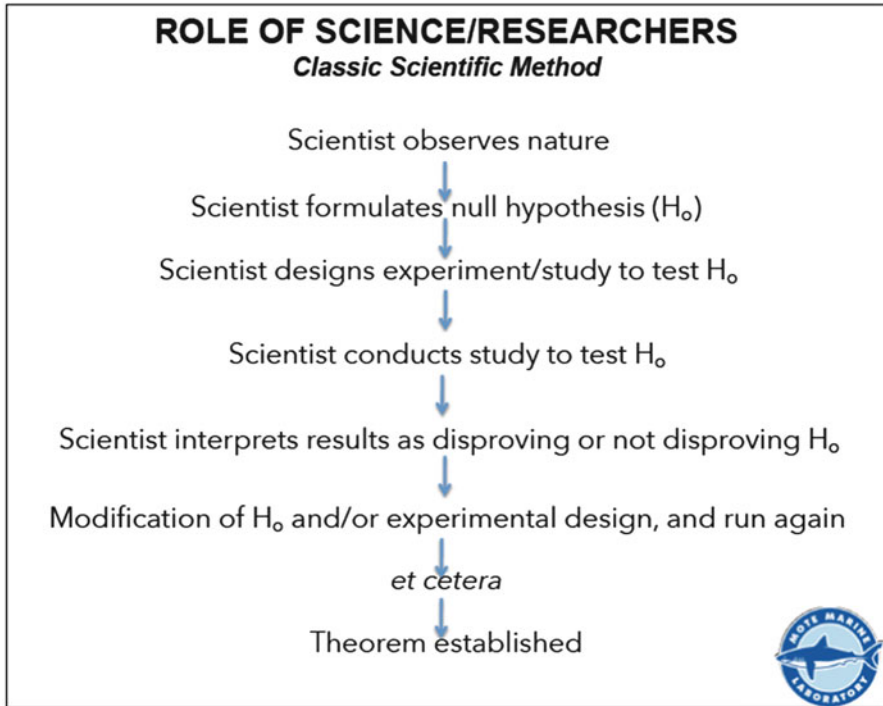 ROLE OF SCIENCE/RESEARCHERS
Classic Scientific Method
Scientist observes nature
Scientist formulates null hypothesis (Hₒ)
Scientist designs experiment/study to test Hₒ
Scientist conducts study to test Hₒ
Scientist interprets results as disproving or not disproving Hₒ
Modification of Hₒ and/or experimental design, and run again
et cetera
Theorem established
MOTE MARINE
LABORATORY